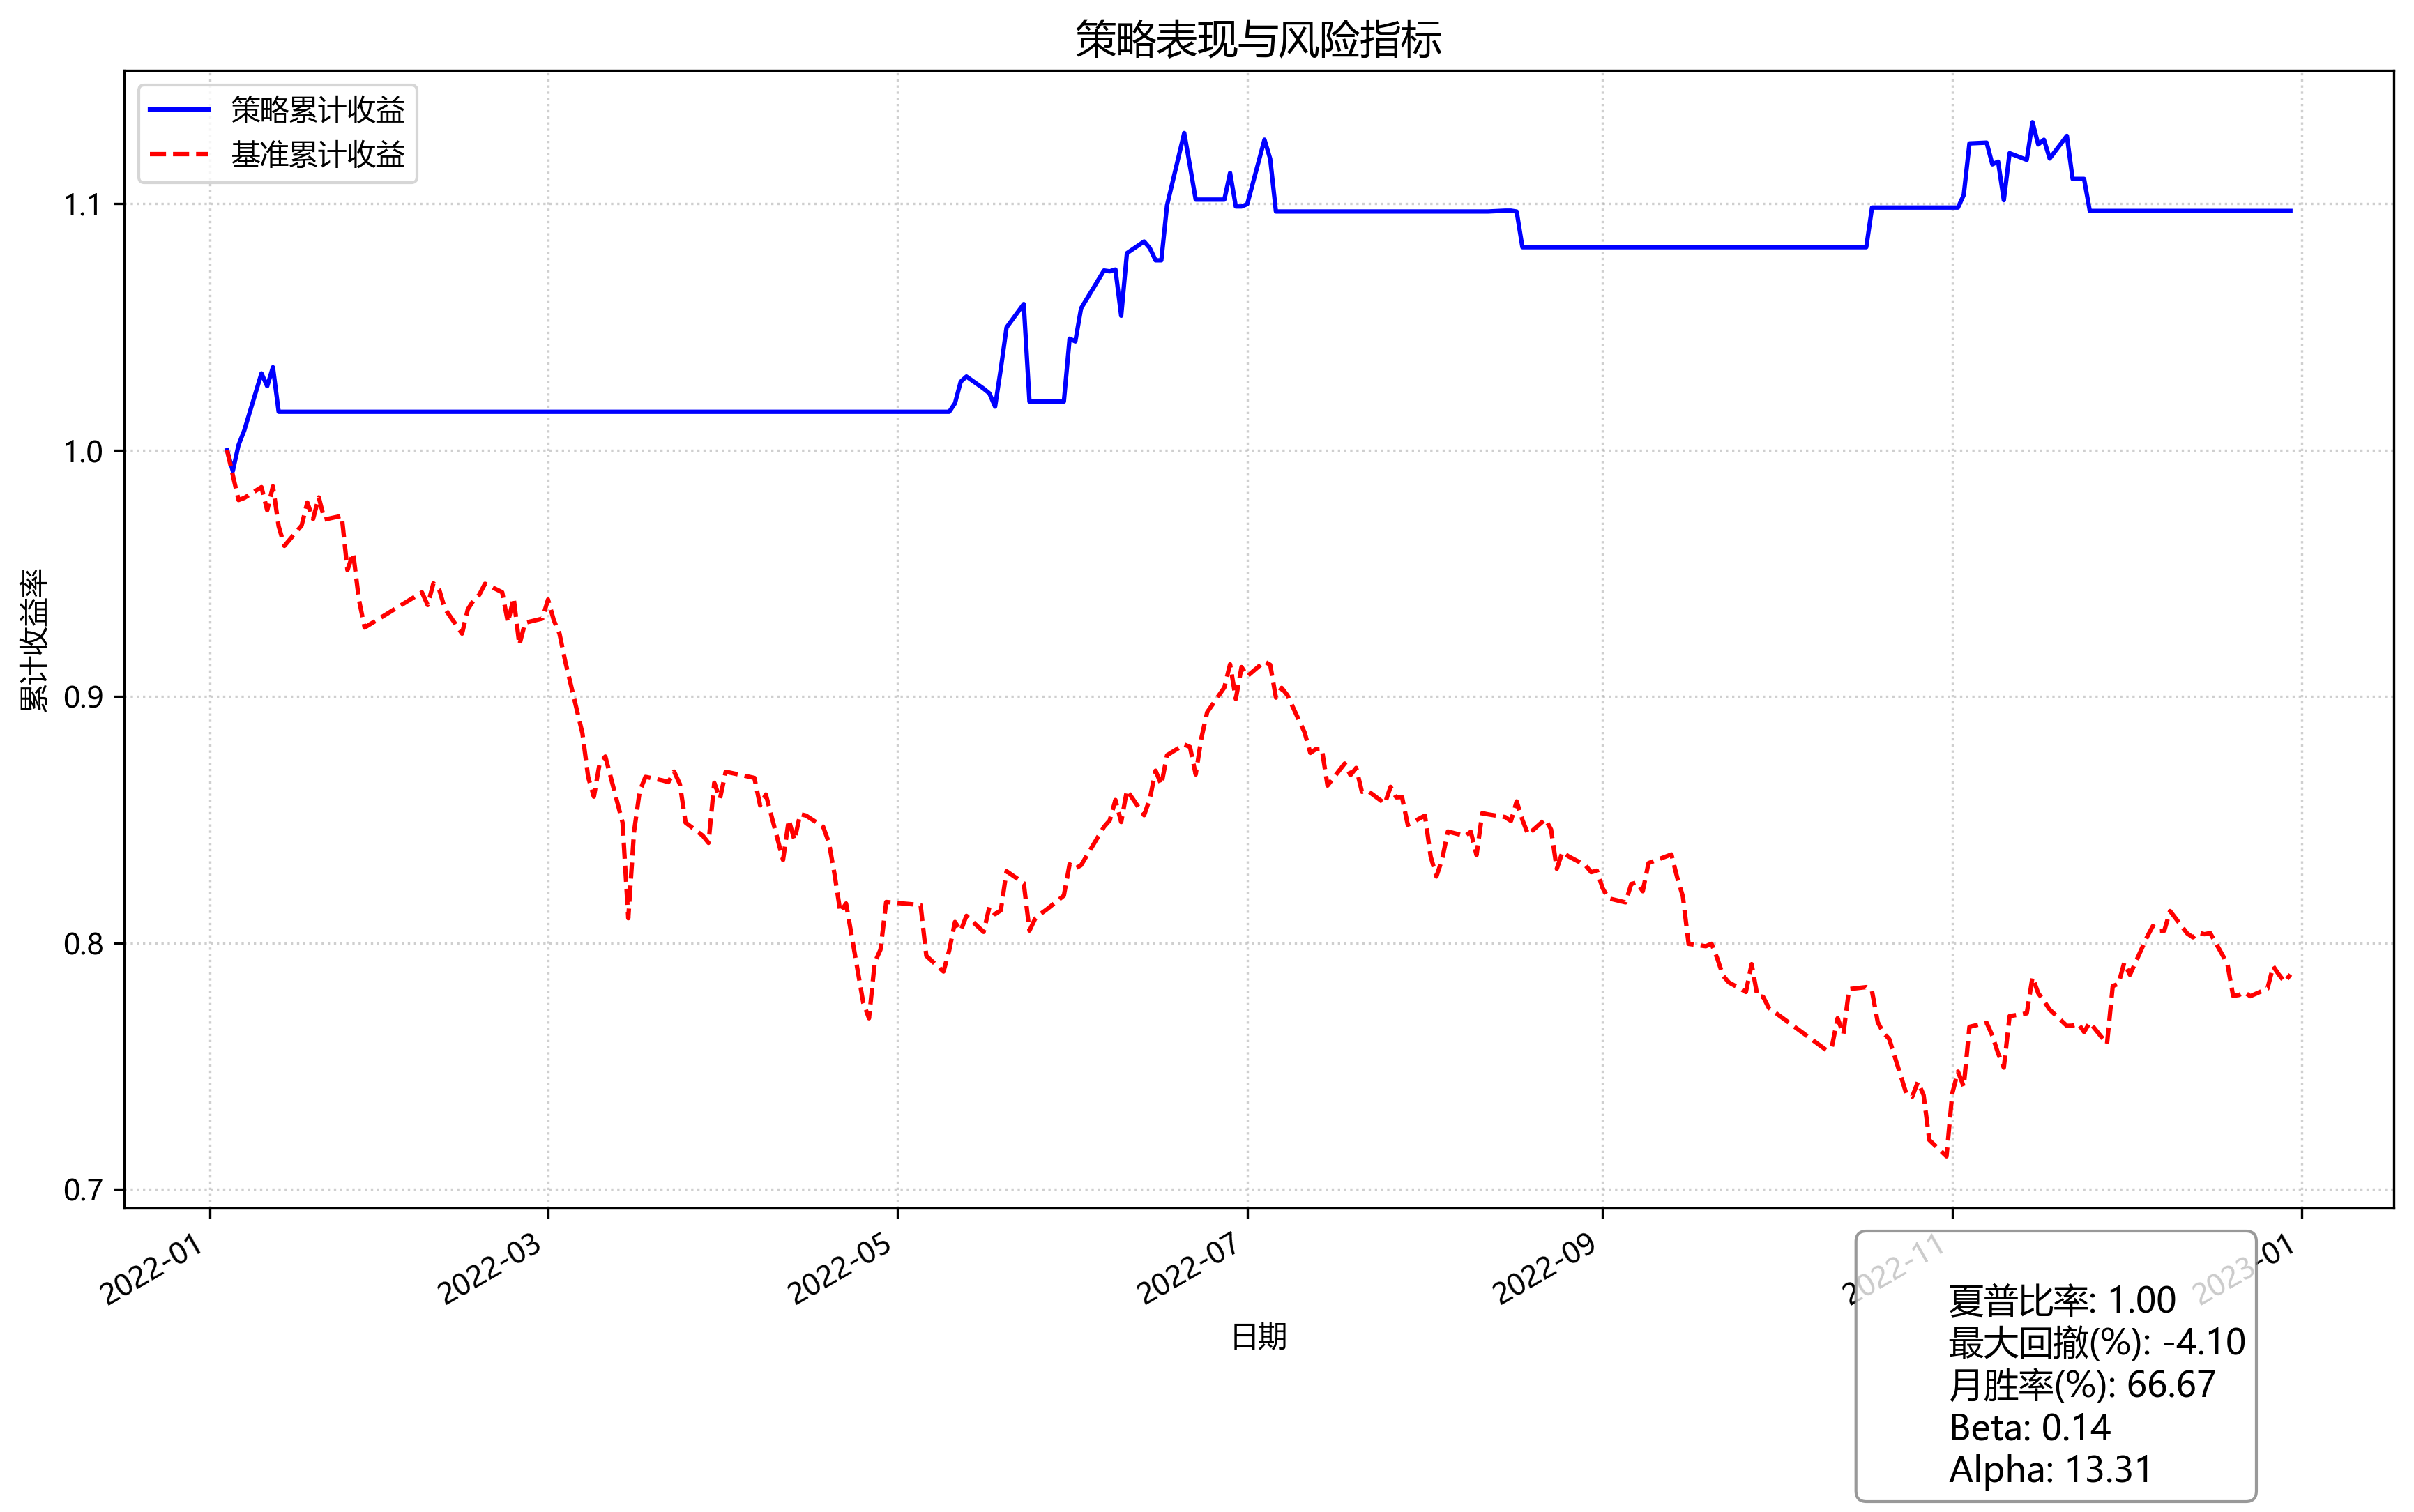 策略表现与风险指标
策略累计收益
基准累计收益
1.1
1.0
0.9
0.8
0.7
累计收益率
2022-01
2022-03
2022-05
2022-07
2022-09
2022-11
2023-01
日期
夏普比率: 1.00
最大回撤(%): -4.10
月胜率(%): 66.67
Beta: 0.14
Alpha: 13.31